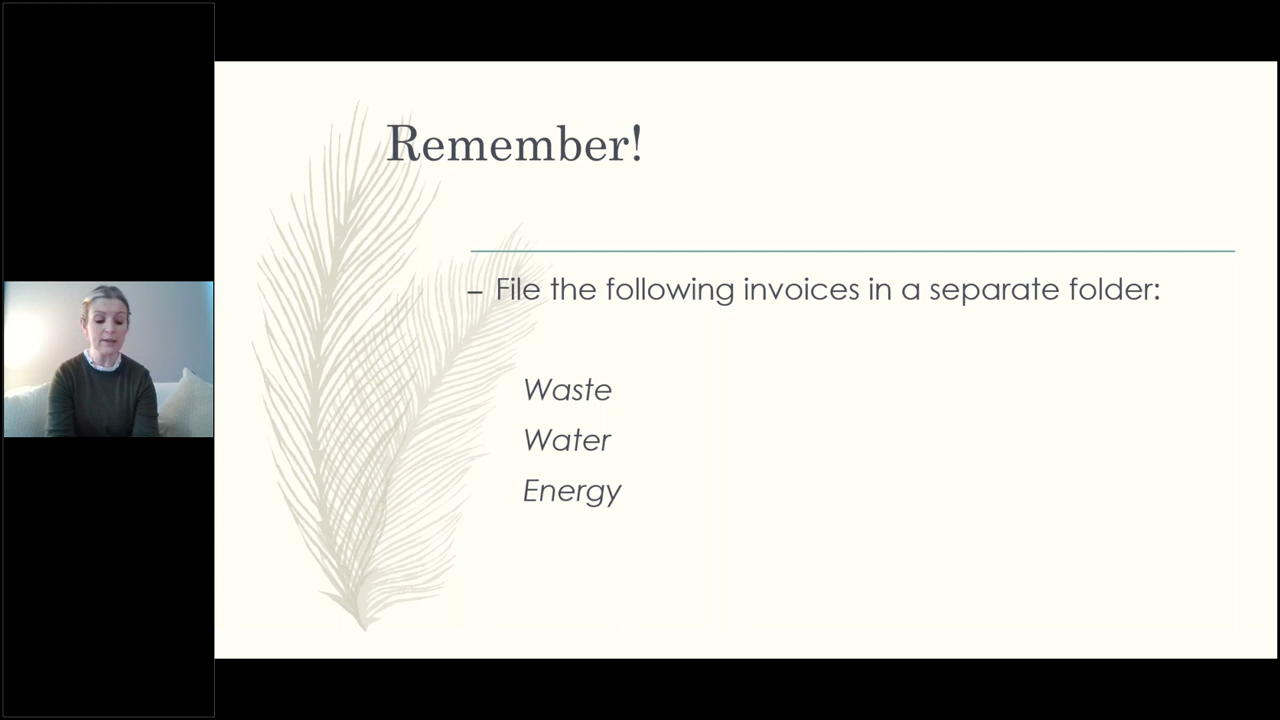 Remember!
– File the following invoices in a separate folder:
Waste
Water
Energy